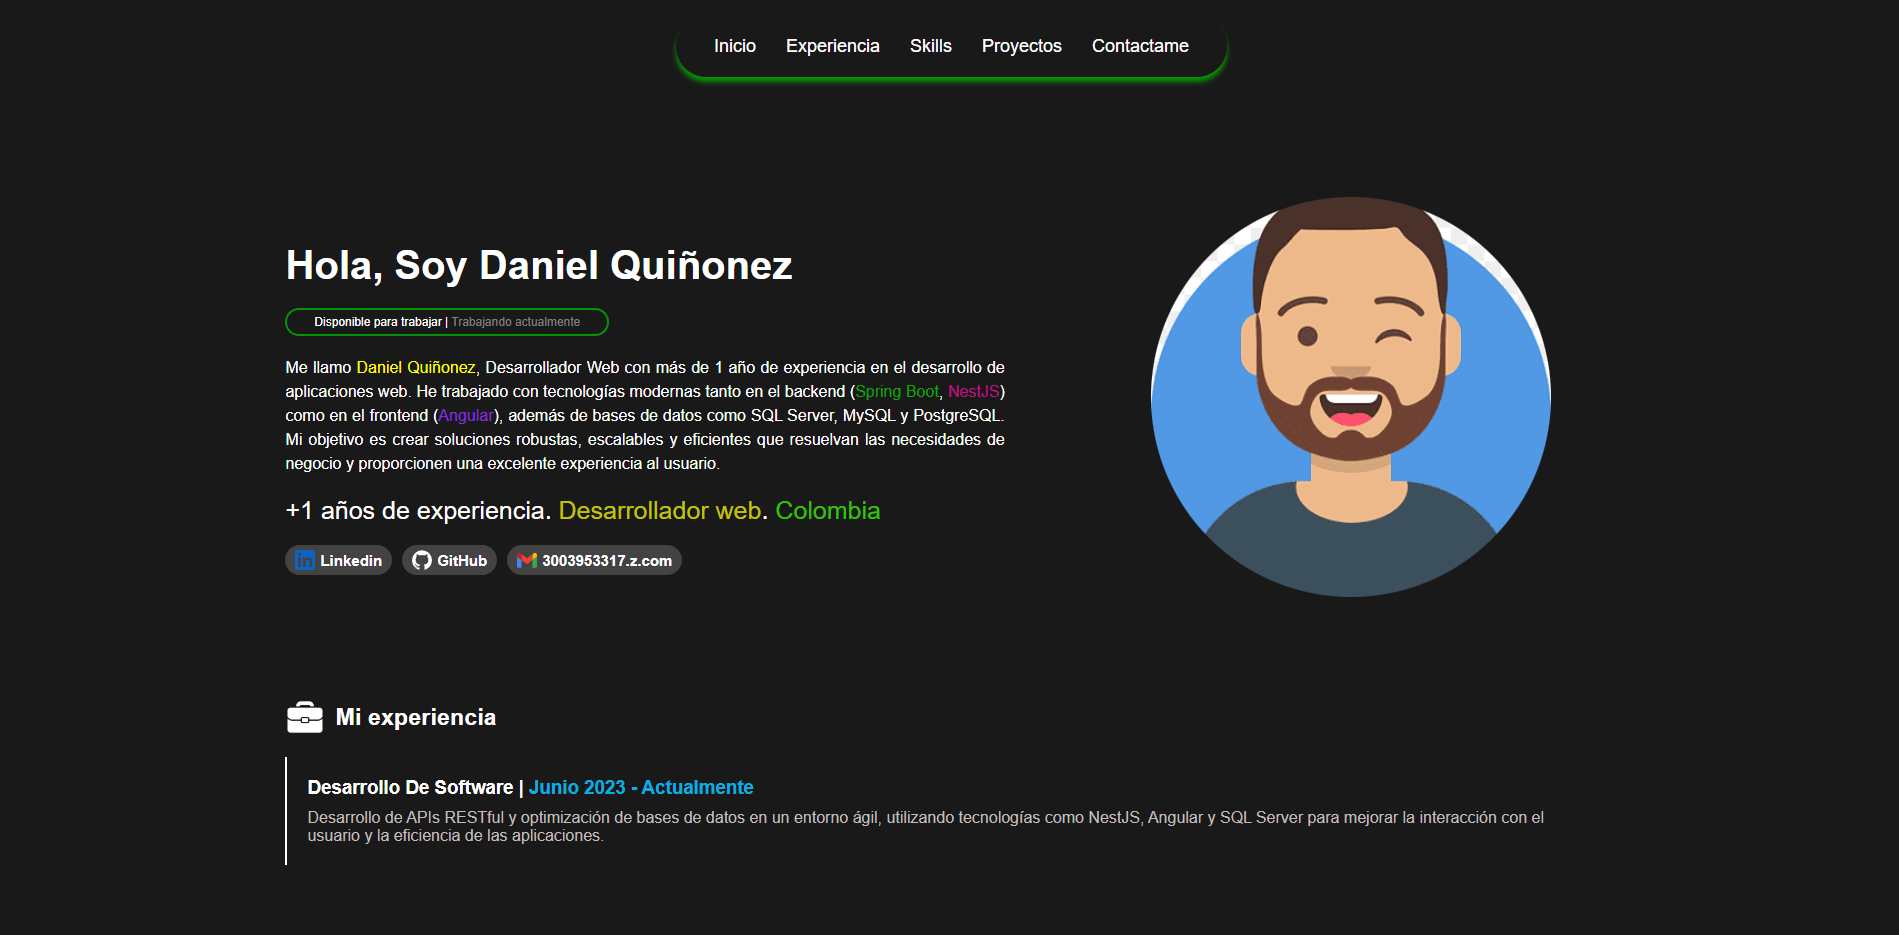 Inicio Experiencia Skills Proyectos Contactame
Hola, Soy Daniel Quiñonez
Disponible para trabajar | Trabajando actualmente
Me llamo Daniel Quiñonez, Desarrollador Web con más de 1 año de experiencia en el desarrollo de
aplicaciones web. He trabajado con tecnologías modernas tanto en el backend (Spring Boot, NestJS)
como en el frontend (Angular), además de bases de datos como SQL Server, MySQL y PostgreSQL.
Mi objetivo es crear soluciones robustas, escalables y eficientes que resuelvan las necesidades de
negocio y proporcionen una excelente experiencia al usuario.
+1 años de experiencia. Desarrollador web. Colombia
Linkedin GitHub 3003953317.z.com
Mi experiencia
Desarrollo De Software | Junio 2023 - Actualmente
Desarrollo de APIs RESTful y optimización de bases de datos en un entorno ágil, utilizando tecnologías como NestJS, Angular y SQL Server para mejorar la interacción con el
usuario y la eficiencia de las aplicaciones.